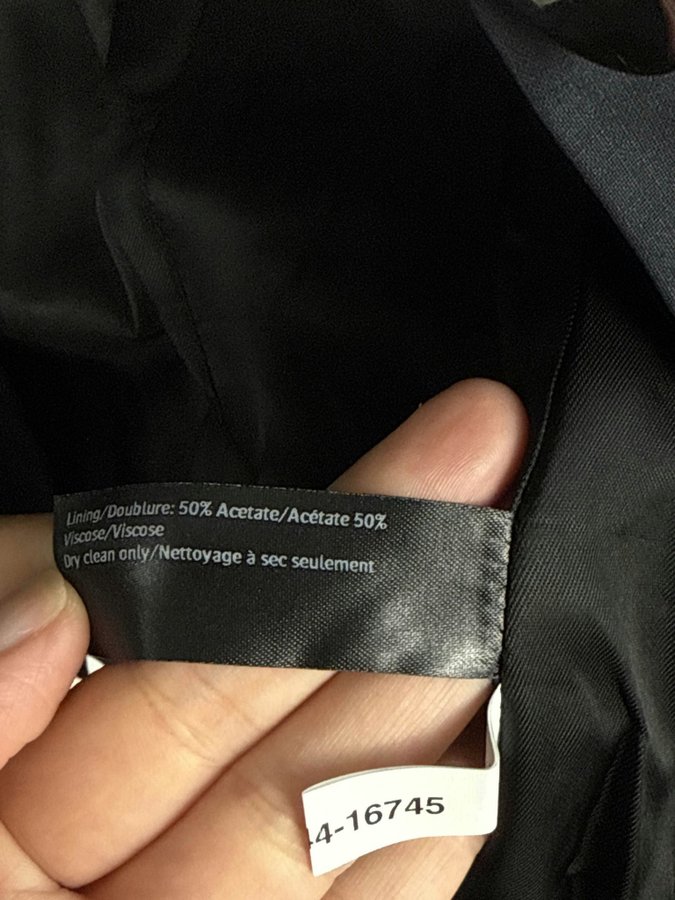 Lining/Doublure: 50% Acetate/Acétate 50%
Viscose/Viscose
Dry clean only/Nettoyage à sec seulement
4-16745